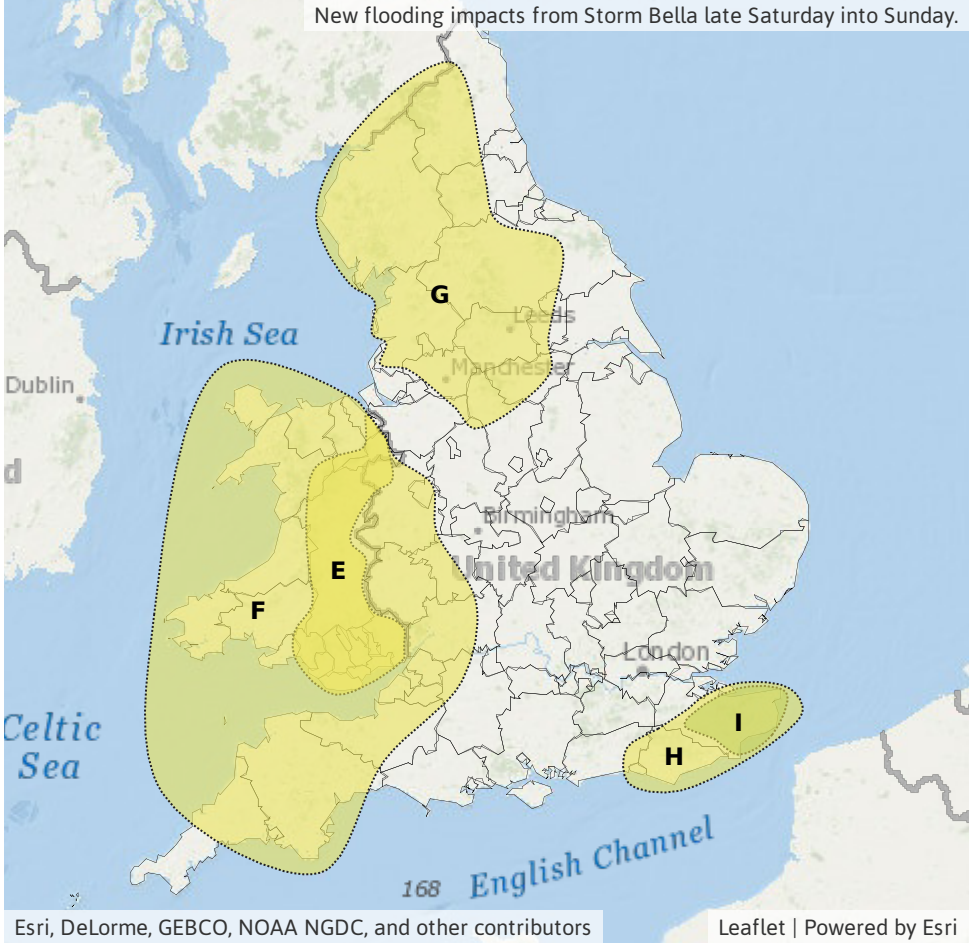 New flooding impacts from Storm Bella late Saturday into Sunday.
G
Leeds
Irish Sea
Manchester
Dublin
d
Birmingham
E
United Kingdom
F
London
Celtic
Sea
I
H
English Channel
168
Esri, DeLorme, GEBCO, NOAA NGDC, and other contributors
Leaflet | Powered by Esri